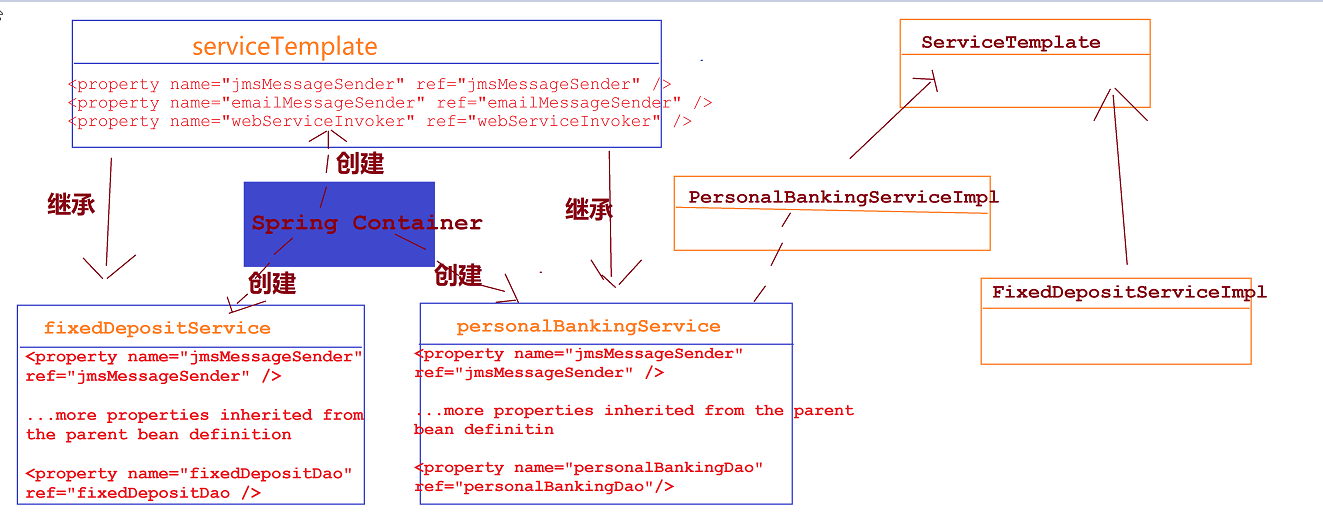 serviceTemplate
<property name="jmsMessageSender" ref="jmsMessageSender" />
<property name="emailMessageSender" ref="emailMessageSender" />
<property name="webServiceInvoker" ref="webServiceInvoker" />
创建
继承
Spring Container
继承
创建
创建
fixedDepositService
<property name="jmsMessageSender"
ref="jmsMessageSender" />
...more properties inherited from
the parent bean definition
<property name="fixedDepositDao"
ref="fixedDepositDao />
personalBankingService
<property name="jmsMessageSender"
ref="jmsMessageSender" />
...more properties inherited from the parent
bean definitin
<property name="personalBankingDao"
ref="personalBankingDao"/>
ServiceTemplate
PersonalBankingServiceImpl
FixedDepositServiceImpl